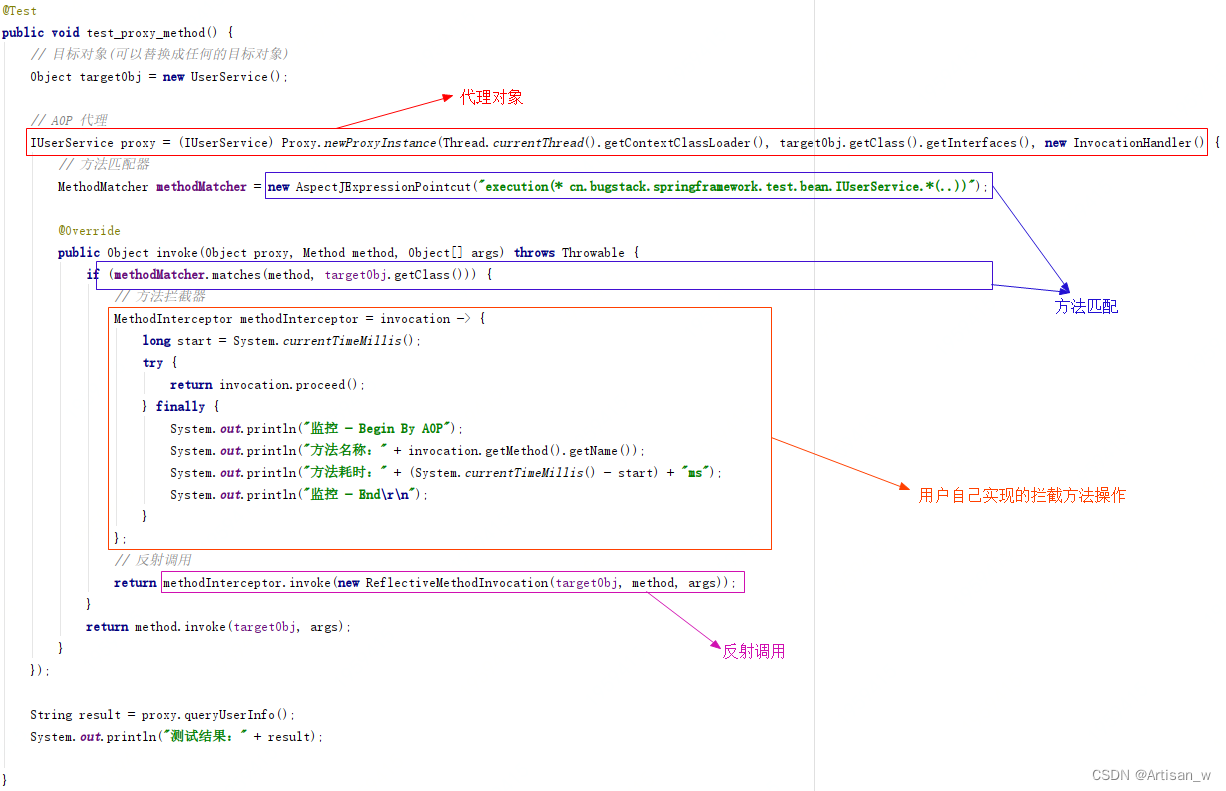 @Test
public void test_proxy_method() {
// 目标对象(可以替换成任何的目标对象)
Object targetObj = new UserService();
代理对象
// AOP 代理
IUserService proxy = (IUserService) Proxy.newProxyInstance(Thread.currentThread().getContextClassLoader(), targetObj.getClass().getInterfaces(), new InvocationHandler() {
// 方法匹配器
MethodMatcher methodMatcher = new AspectJExpressionPointcut("execution(* cn.bugstack.springframework.test.bean.IUserService.*(..))");
@Override
public Object invoke(Object proxy, Method method, Object[] args) throws Throwable {
if (methodMatcher.matches(method, targetObj.getClass())) {
// 方法拦截器
方法匹配
MethodInterceptor methodInterceptor = invocation -> {
long start = System.currentTimeMillis();
try {
return invocation.proceed();
} finally {
System.out.println("监控 - Begin By AOP");
System.out.println("方法名称：" + invocation.getMethod().getName());
System.out.println("方法耗时：" + (System.currentTimeMillis() - start) + "ms");
System.out.println("监控 - End\r\n");
用户自己实现的拦截方法操作
}
};
// 反射调用
return methodInterceptor.invoke(new ReflectiveMethodInvocation(targetObj, method, args));
}
return method.invoke(targetObj, args);
}
反射调用
});
String result = proxy.queryUserInfo();
System.out.println("测试结果：" + result);
}
CSDN @Artisan_w